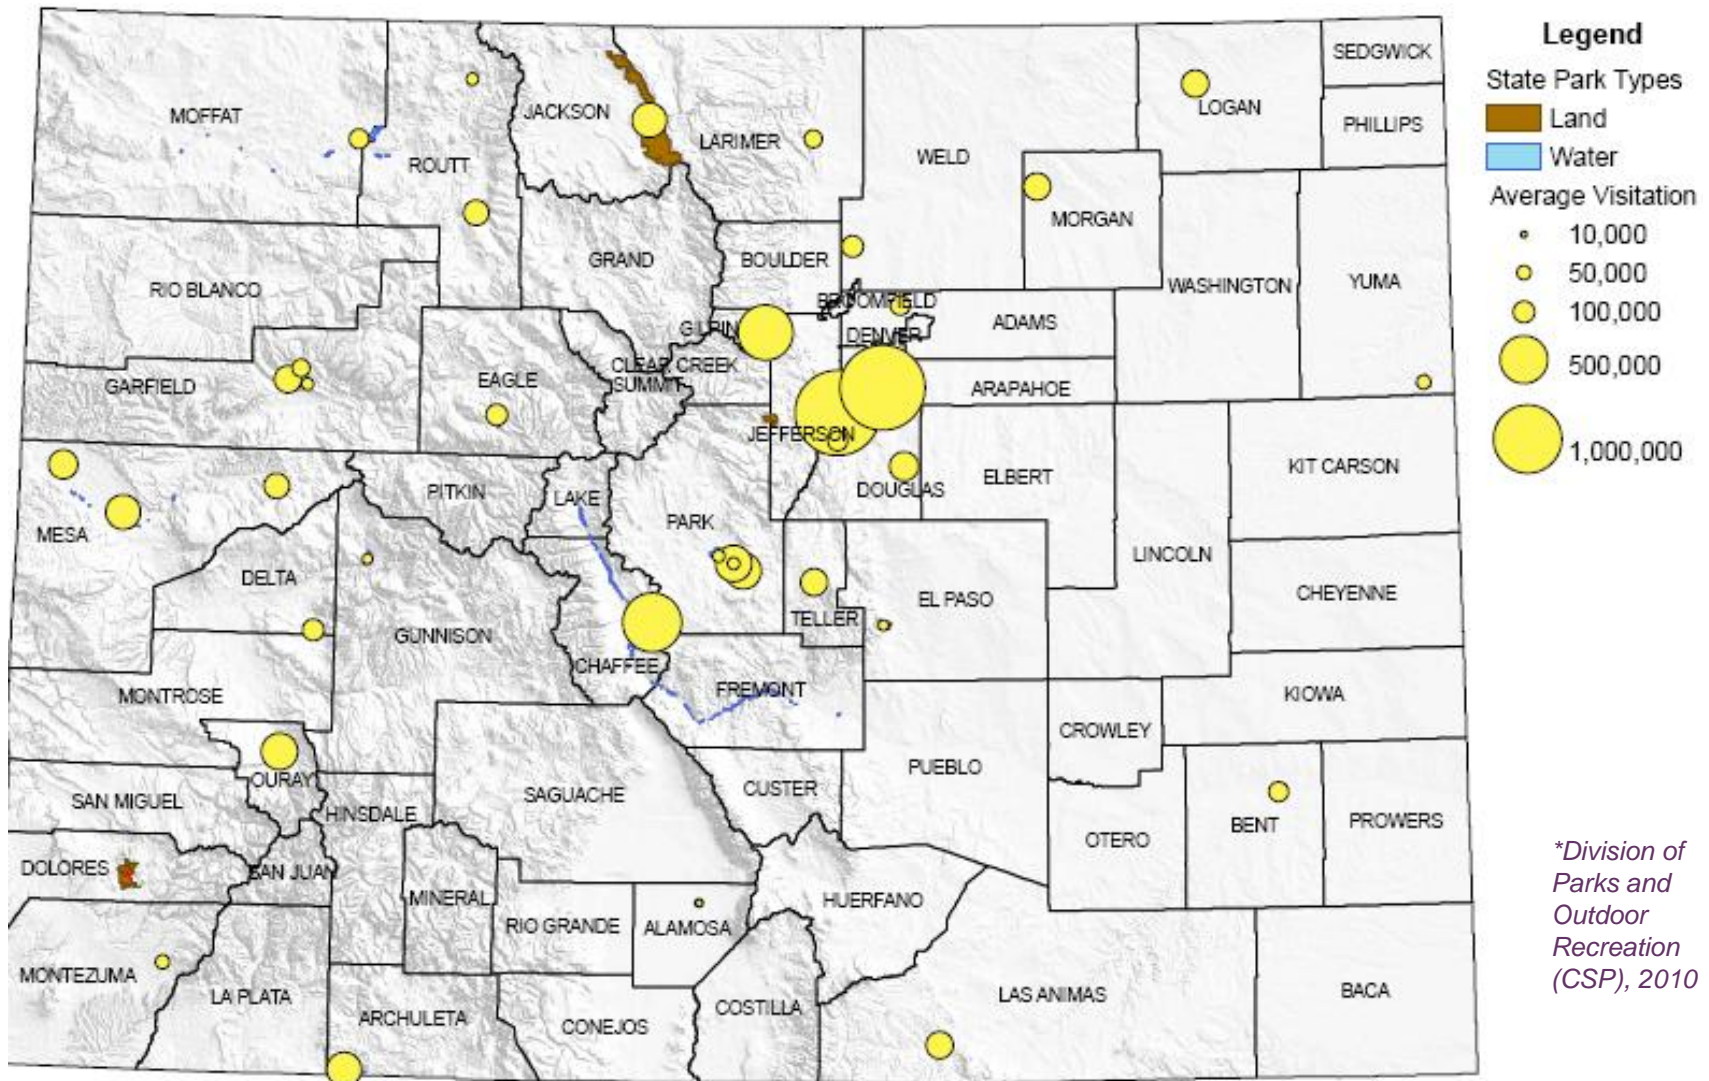 Legend
State Park Types
Land
Water
Average Visitation
10,000
50,000
100,000
500,000
1,000,000
*Division of
Parks and
Outdoor
Recreation
(CSP), 2010
SEDGWICK
LOGAN
PHILLIPS
MOFFAT
JACKSON
LARIMER
ROUTT
WELD
MORGAN
GRAND
BOULDER
WASHINGTON
YUMA
RIO BLANCO
BROOMFIELD
GILPIN
DENVER
ADAMS
CLEAR CREEK
SUMMIT
GARFIELD
EAGLE
ARAPAHOE
JEFFERSON
KIT CARSON
ELBERT
DOUGLAS
PITKIN
LAKE
PARK
MESA
LINCOLN
DELTA
CHEYENNE
EL PASO
TELLER
GUNNISON
CHAFFEE
FREMONT
MONTROSE
KIOWA
CROWLEY
PUEBLO
OURAY
CUSTER
SAGUACHE
SAN MIGUEL
HINSDALE
PROWERS
BENT
OTERO
DOLORES
SAN JUAN
MINERAL
HUERFANO
RIO GRANDE
ALAMOSA
MONTEZUMA
LA PLATA
BACA
LAS ANIMAS
COSTILLA
ARCHULETA
CONEJOS